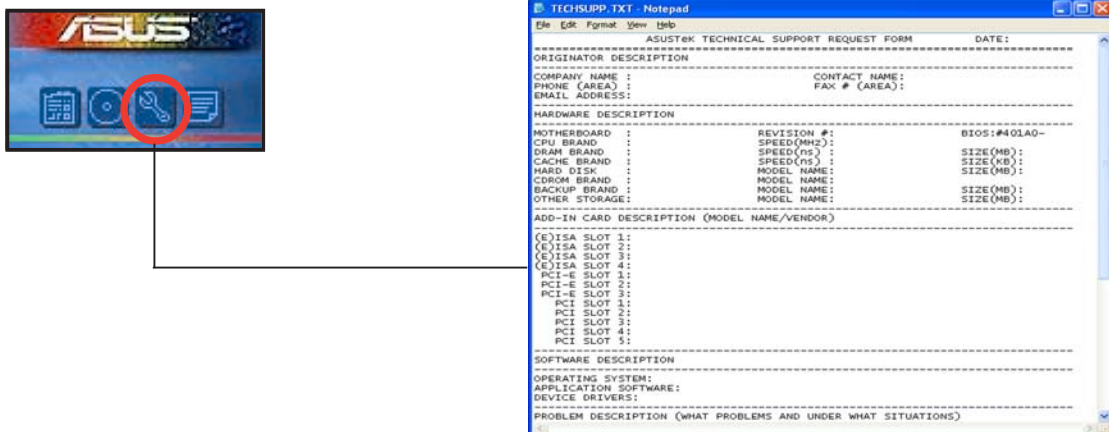 ASUS
TECHSUPP.TXT - Notepad
File Edit Format View Help
ASUSTeK TECHNICAL SUPPORT REQUEST FORM DATE:
ORIGINATOR DESCRIPTION
COMPANY NAME : CONTACT NAME:
PHONE (AREA) : FAX # (AREA):
EMAIL ADDRESS:
HARDWARE DESCRIPTION
MOTHERBOARD : REVISION #: BIOS:#401A0-
CPU BRAND : SPEED(MHZ):
DRAM BRAND : SPEED(ns) : SIZE(MB):
CACHE BRAND : SPEED(ns) : SIZE(KB):
HARD DISK : MODEL NAME: SIZE(MB):
CDROM BRAND : MODEL NAME:
BACKUP BRAND : MODEL NAME: SIZE(MB):
OTHER STORAGE: MODEL NAME: SIZE(MB):
ADD-IN CARD DESCRIPTION (MODEL NAME/VENDOR)
(E)ISA SLOT 1:
(E)ISA SLOT 2:
(E)ISA SLOT 3:
(E)ISA SLOT 4:
PCI-E SLOT 1:
PCI-E SLOT 2:
PCI-E SLOT 3:
PCI SLOT 1:
PCI SLOT 2:
PCI SLOT 3:
PCI SLOT 4:
PCI SLOT 5:
SOFTWARE DESCRIPTION
OPERATING SYSTEM:
APPLICATION SOFTWARE:
DEVICE DRIVERS:
PROBLEM DESCRIPTION (WHAT PROBLEMS AND UNDER WHAT SITUATIONS)